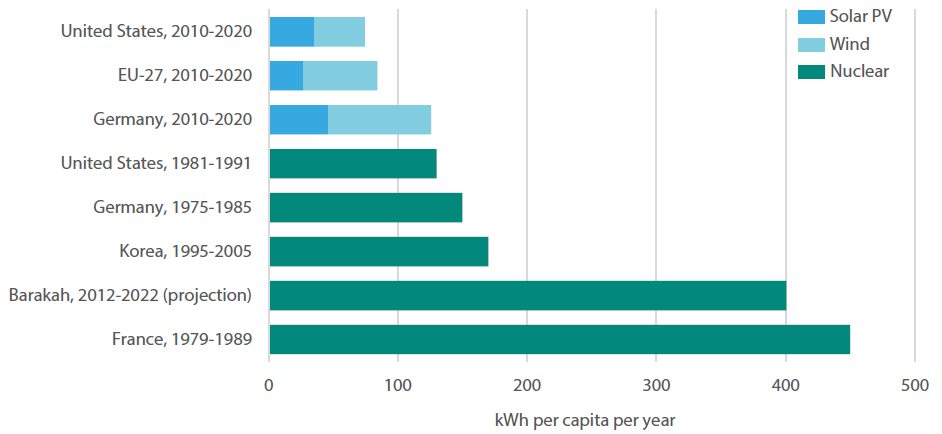 United States, 2010-2020
EU-27, 2010-2020
Germany, 2010-2020
United States, 1981-1991
Germany, 1975-1985
Korea, 1995-2005
Barakah, 2012-2022 (projection)
France, 1979-1989
Solar PV
Wind
Nuclear
0 100 200 300 400 500
kWh per capita per year